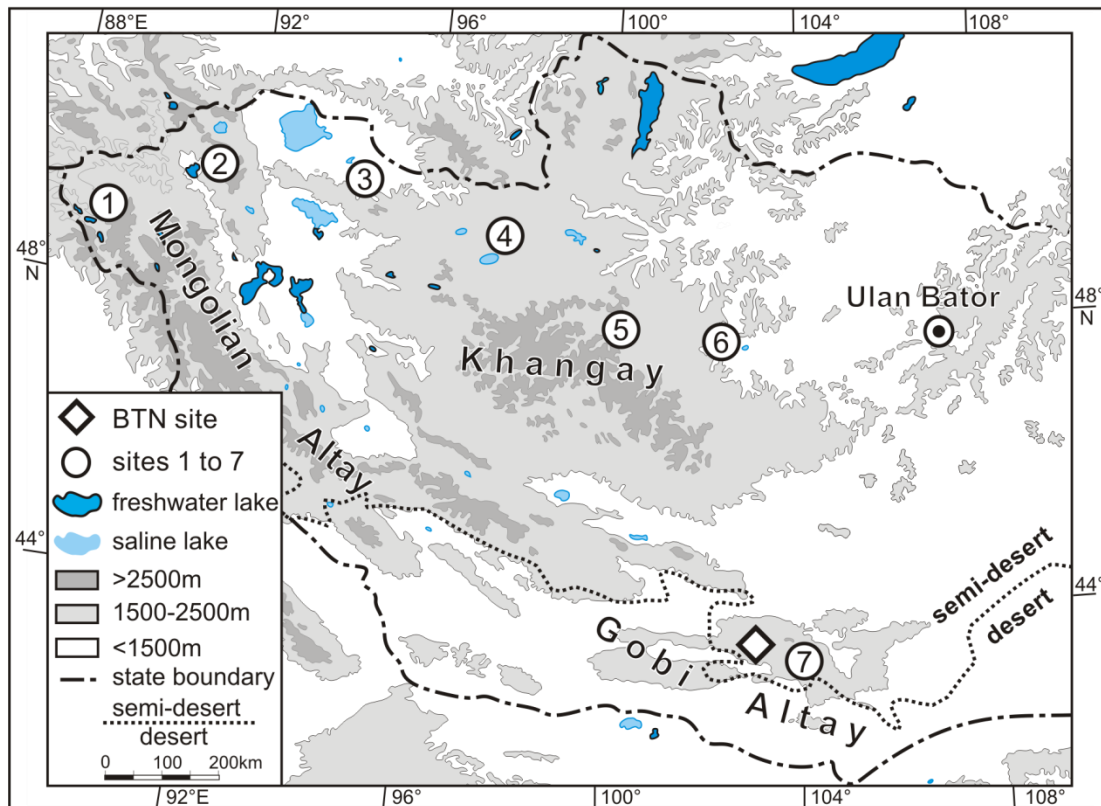 88°E 92 96 100° 104° 108°
1
2
3
4
5
6
7
48°
N
48°
N
44°
44°
Mongolian
Altay
Khangay
Ulan Bator
Gobi
Altay
semi-desert
desert
BTN site
sites 1 to 7
freshwater lake
saline lake
>2500m
1500-2500m
<1500m
state boundary
semi-desert
desert
0 100 200km
92°E 96 100° 104 108